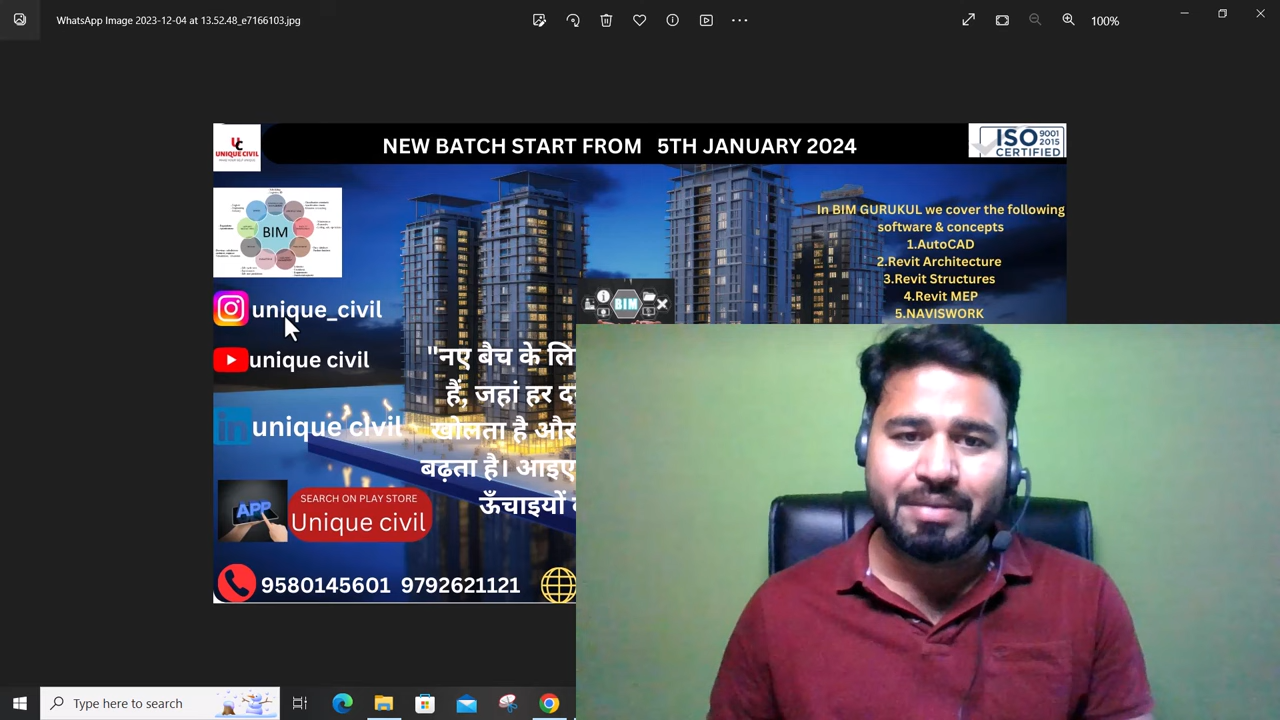 WhatsApp Image 2023-12-04 at 13.52.48_e7166103.jpg
100%
NEW BATCH START FROM 5TH JANUARY 2024
UC
UNIQUE CIVIL
ISO 9001 2015
CERTIFIED
BIM
In BIM GURUKUL we cover the following
software & concepts
1.AutoCAD
2.Revit Architecture
3.Revit Structures
4.Revit MEP
5.NAVISWORK
BIM
unique_civil
unique civil
in unique civil
"नए बैच के
हैं, जहां हर
खोलता है और
बढ़ता है। आइए
ऊँचाइयों
APP
SEARCH ON PLAY STORE
Unique civil
9580145601 9792621121
Type here to search